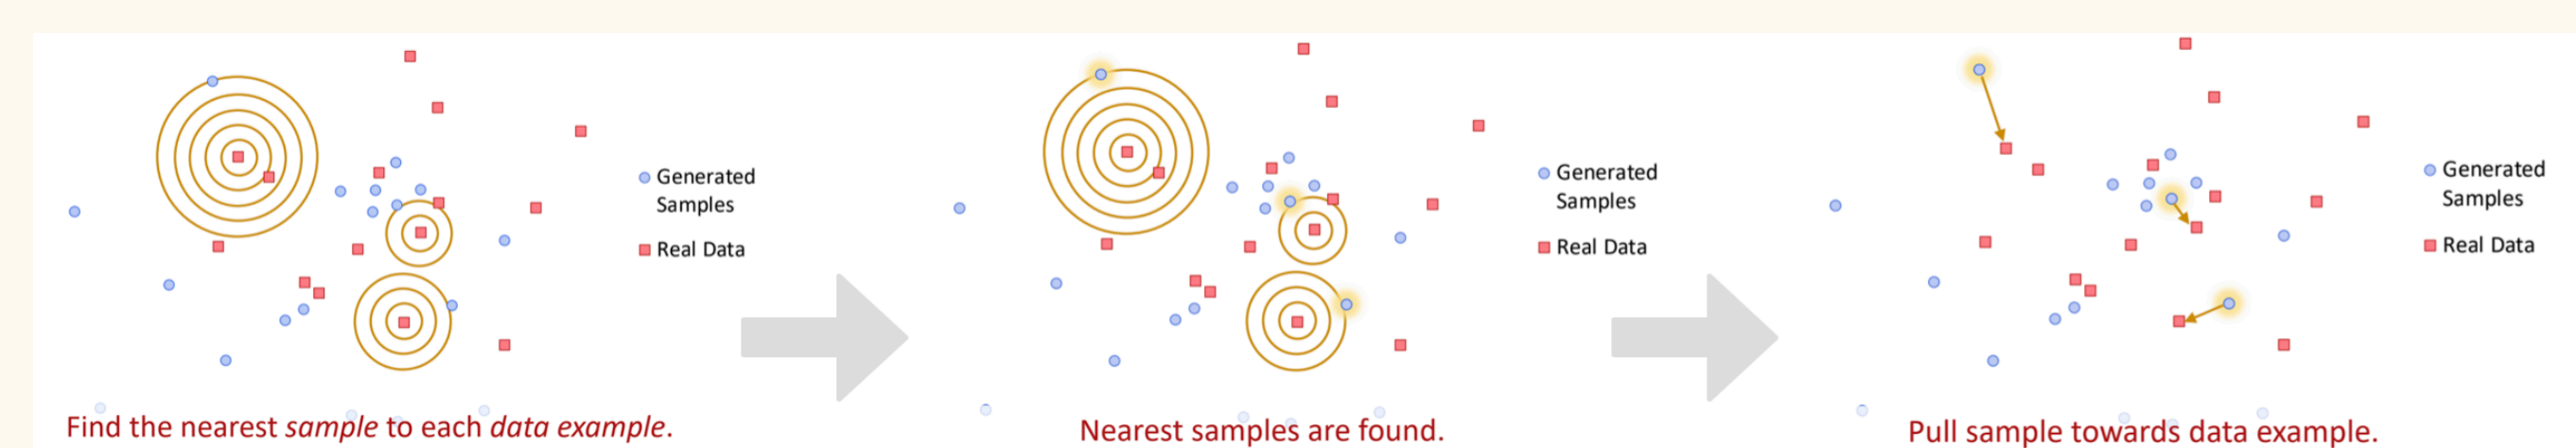 Generated
Samples
Real Data
Find the nearest sample to each data example.
Generated
Samples
Real Data
Nearest samples are found.
Generated
Samples
Real Data
Pull sample towards data example.